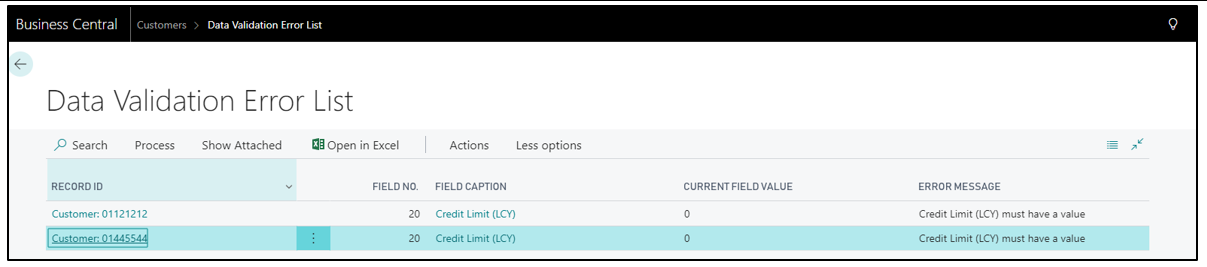 Business Central Customers > Data Validation Error List
Data Validation Error List
Search Process Show Attached Open in Excel Actions Less options
RECORD ID FIELD NO. FIELD CAPTION CURRENT FIELD VALUE ERROR MESSAGE
Customer: 01121212 20 Credit Limit (LCY) 0 Credit Limit (LCY) must have a value
Customer: 01445544 20 Credit Limit (LCY) 0 Credit Limit (LCY) must have a value